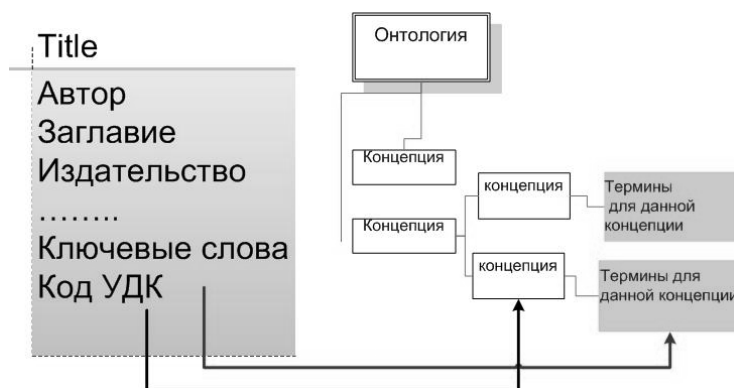 Title
Автор
Заглавие
Издательство
........
Ключевые слова
Код УДК
Онтология
Концепция
Концепция
концепция
Термины
для данной
концепции
концепция
Термины для
данной концепции